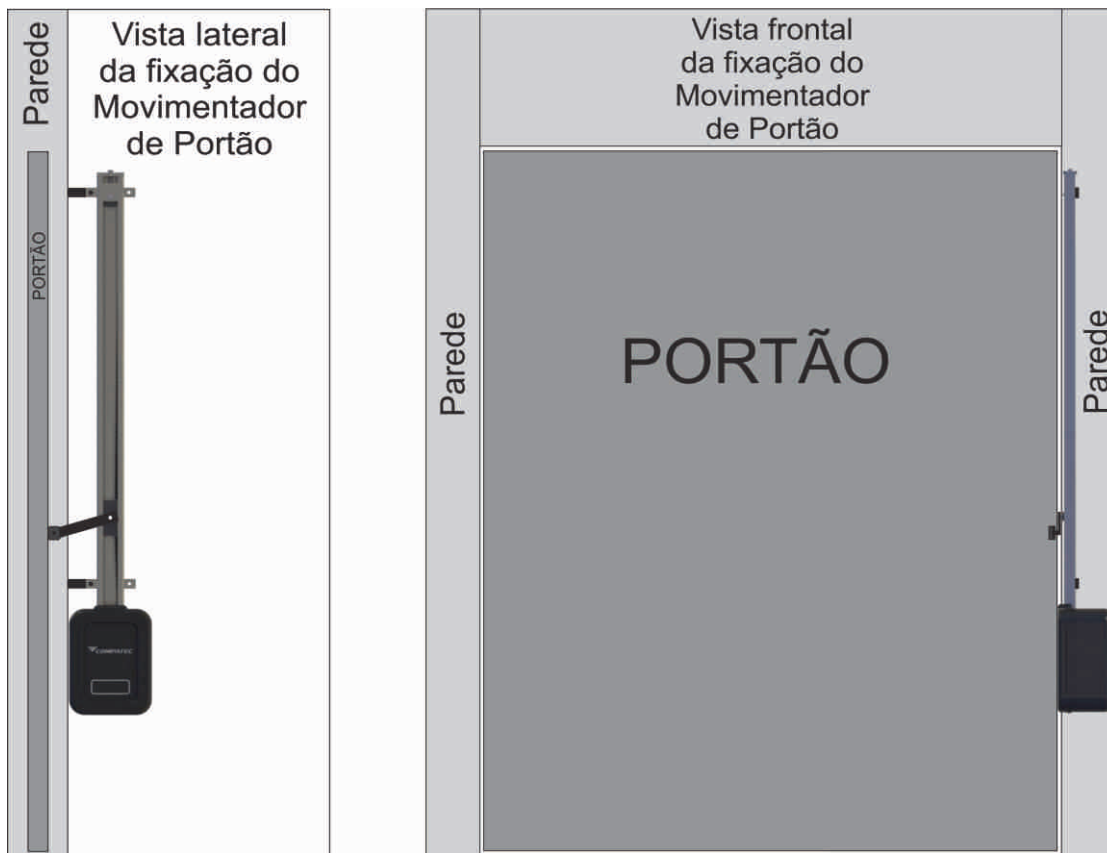 Parede
Vista lateral
da fixação do
Movimentador
de Portão
PORTÃO
COMPATEC
Vista frontal
da fixação do
Movimentador
de Portão
Parede
PORTÃO
Parede